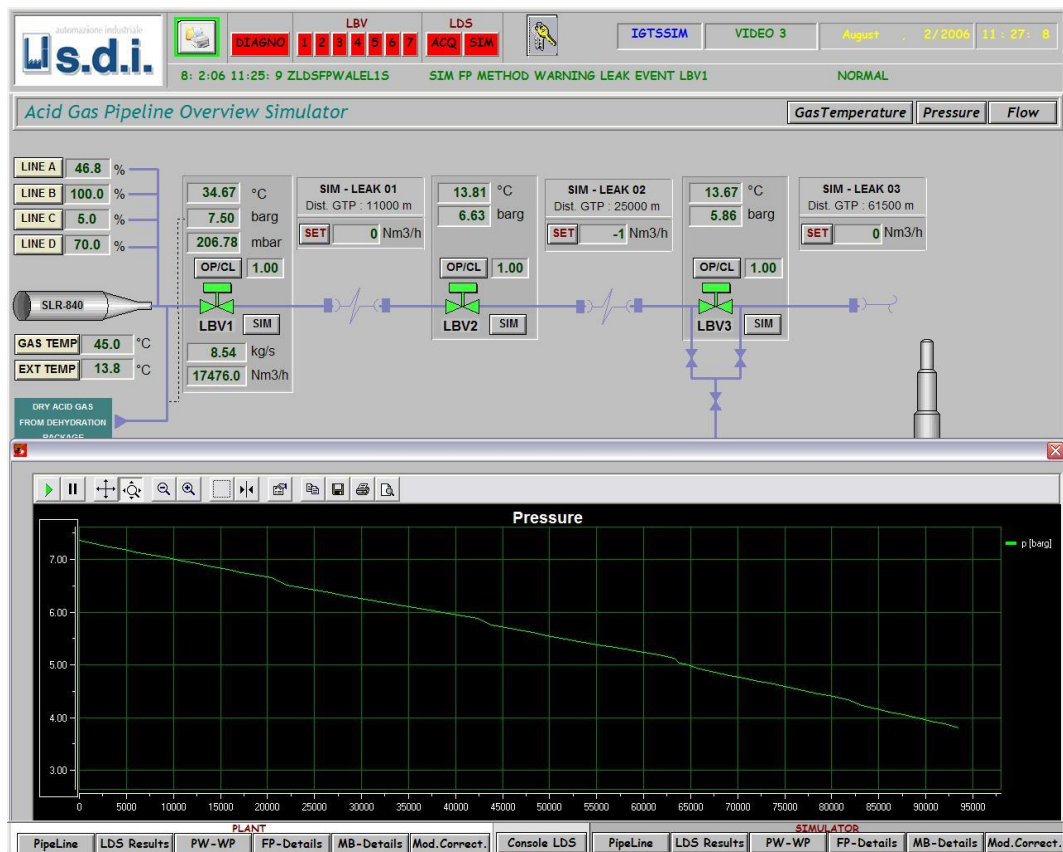 automazione industriale
s.d.i.
DIAGNO
LBV
1 2 3 4 5 6 7
LDS
ACQ SIM
IGTSSIM
VIDEO 3
August . 2/2006 11:27: 8
8: 2:06 11:25: 9 ZLDSFPWALEL1S SIM FP METHOD WARNING LEAK EVENT LBV1 NORMAL
Acid Gas Pipeline Overview Simulator
GasTemperature Pressure Flow
LINE A 46.8 %
LINE B 100.0 %
LINE C 5.0 %
LINE D 70.0 %
SLR-840
GAS TEMP 45.0 °C
EXT TEMP 13.8 °C
DRY ACID GAS
FROM DEHYDRATION
PACKAGE
34.67 °C
7.50 barg
206.78 mbar
OP/CL 1.00
LBV1 SIM
8.54 kg/s
17476.0 Nm3/h
SIM - LEAK 01
Dist. GTP : 11000 m
SET 0 Nm3/h
13.81 °C
6.63 barg
OP/CL 1.00
LBV2 SIM
SIM - LEAK 02
Dist. GTP : 25000 m
SET -1 Nm3/h
13.67 °C
5.86 barg
OP/CL 1.00
LBV3 SIM
SIM - LEAK 03
Dist. GTP : 61500 m
SET 0 Nm3/h
Pressure
p [barg]
7.00
6.00
5.00
4.00
3.00
0 5000 10000 15000 20000 25000 30000 35000 40000 45000 50000 55000 60000 65000 70000 75000 80000 85000 90000 95000
PLANT
PipeLine LDS Results PW-WP FP-Details MB-Details Mod.Correct.
Console LDS
SIMULATOR
PipeLine LDS Results PW-WP FP-Details MB-Details Mod.Correct.